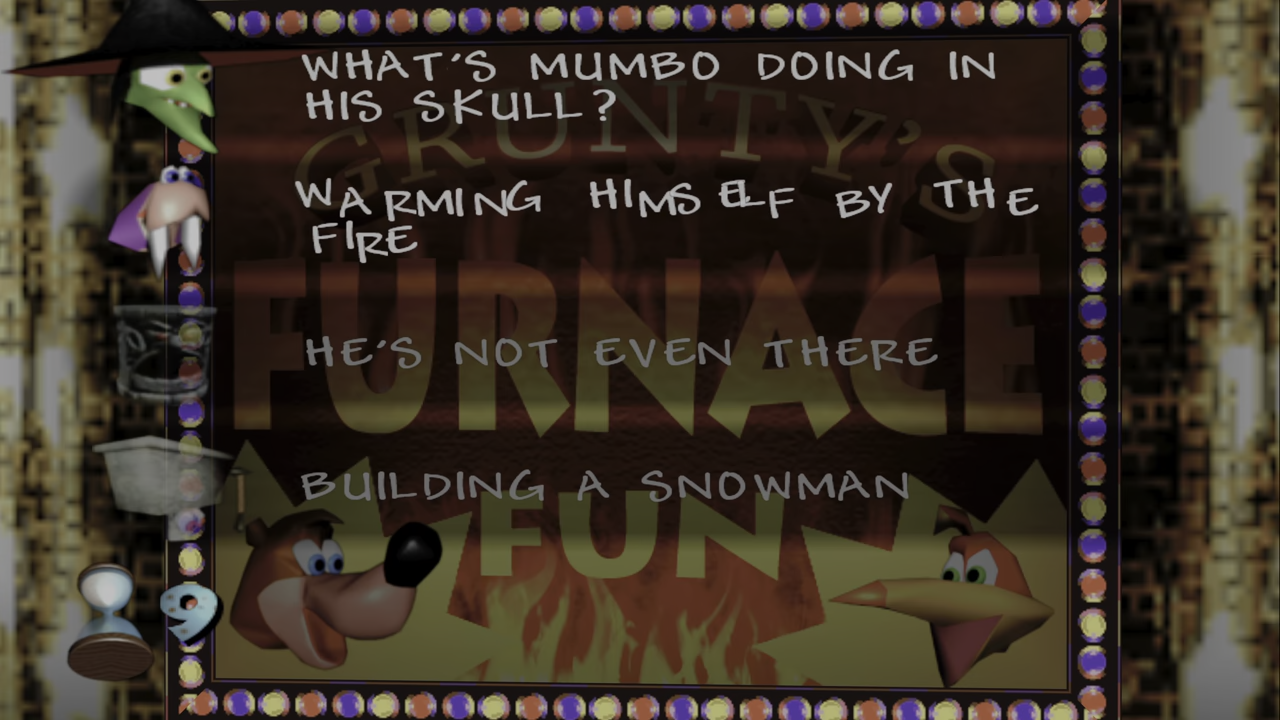 WHAT'S MUMBO DOING IN
HIS SKULL?
WARMING HIMSELF BY THE
FIRE
HE'S NOT EVEN THERE
BUILDING A SNOWMAN
GRUNTY'S
FURNACE
FUN
9